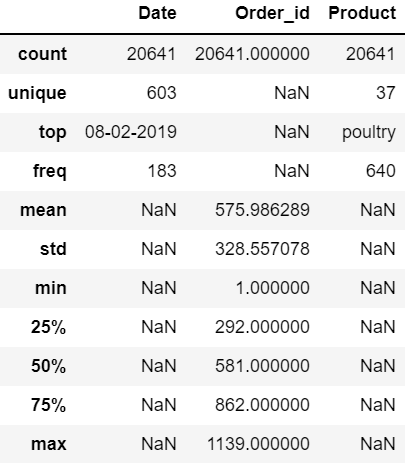 Date Order_id Product
count 20641 20641.000000 20641
unique 603 NaN 37
top 08-02-2019 NaN poultry
freq 183 NaN 640
mean NaN 575.986289 NaN
std NaN 328.557078 NaN
min NaN 1.000000 NaN
25% NaN 292.000000 NaN
50% NaN 581.000000 NaN
75% NaN 862.000000 NaN
max NaN 1139.000000 NaN